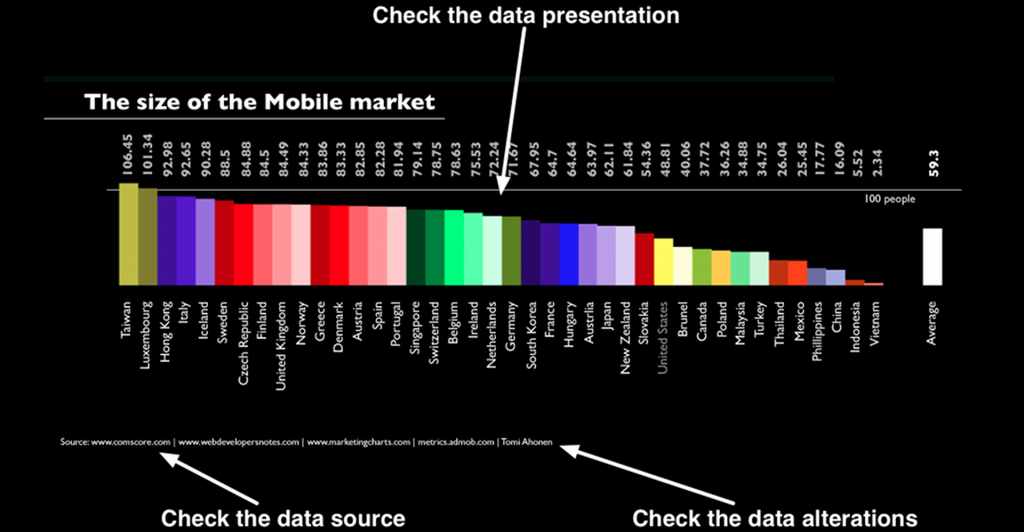 Check the data presentation
The size of the Mobile market
106.45
101.34
92.98
92.65
90.28
88.5
84.88
84.5
84.49
84.33
83.86
83.33
82.85
82.28
81.94
79.14
78.75
78.63
75.53
72.24
67.95
64.7
64.64
63.97
62.11
61.84
54.36
48.81
40.06
37.72
36.26
34.88
34.75
26.04
25.45
17.77
16.09
5.52
2.34
59.3
100 people
Taiwan
Luxembourg
Hong Kong
Italy
Iceland
Sweden
Czech Republic
Finland
United Kingdom
Norway
Greece
Denmark
Austria
Spain
Portugal
Singapore
Switzerland
Belgium
Ireland
Netherlands
Germany
South Korea
France
Hungary
Austrlia
Japan
New Zealand
Slovakia
United States
Brunel
Canada
Poland
Malaysia
Turkey
Thailand
Mexico
Phillippines
China
Indonesia
Vietnam
Average
Source: www.comscore.com | www.webdevelopersnotes.com | www.marketingcharts.com | metrics.admob.com | Tomi Ahonen
Check the data source
Check the data alterations